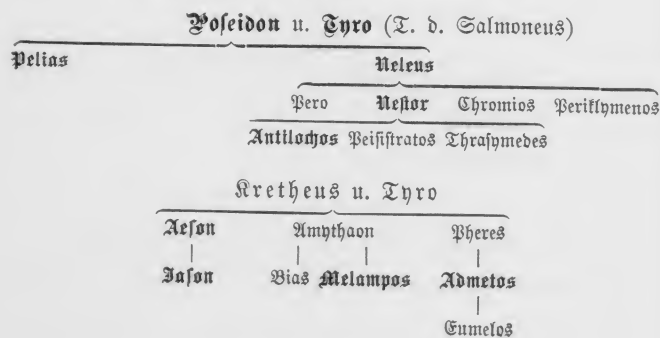 Poseidon u. Tyro (T. d. Salmoneus)
Pelias Neleus
Pero Nestor Chromios Periklymenos
Antilochos Peisistratos Thrasymedes
Kretheus u. Tyro
Aeson Amythaon Pheres
Jason Bias Melampos Admetos
Eumelos